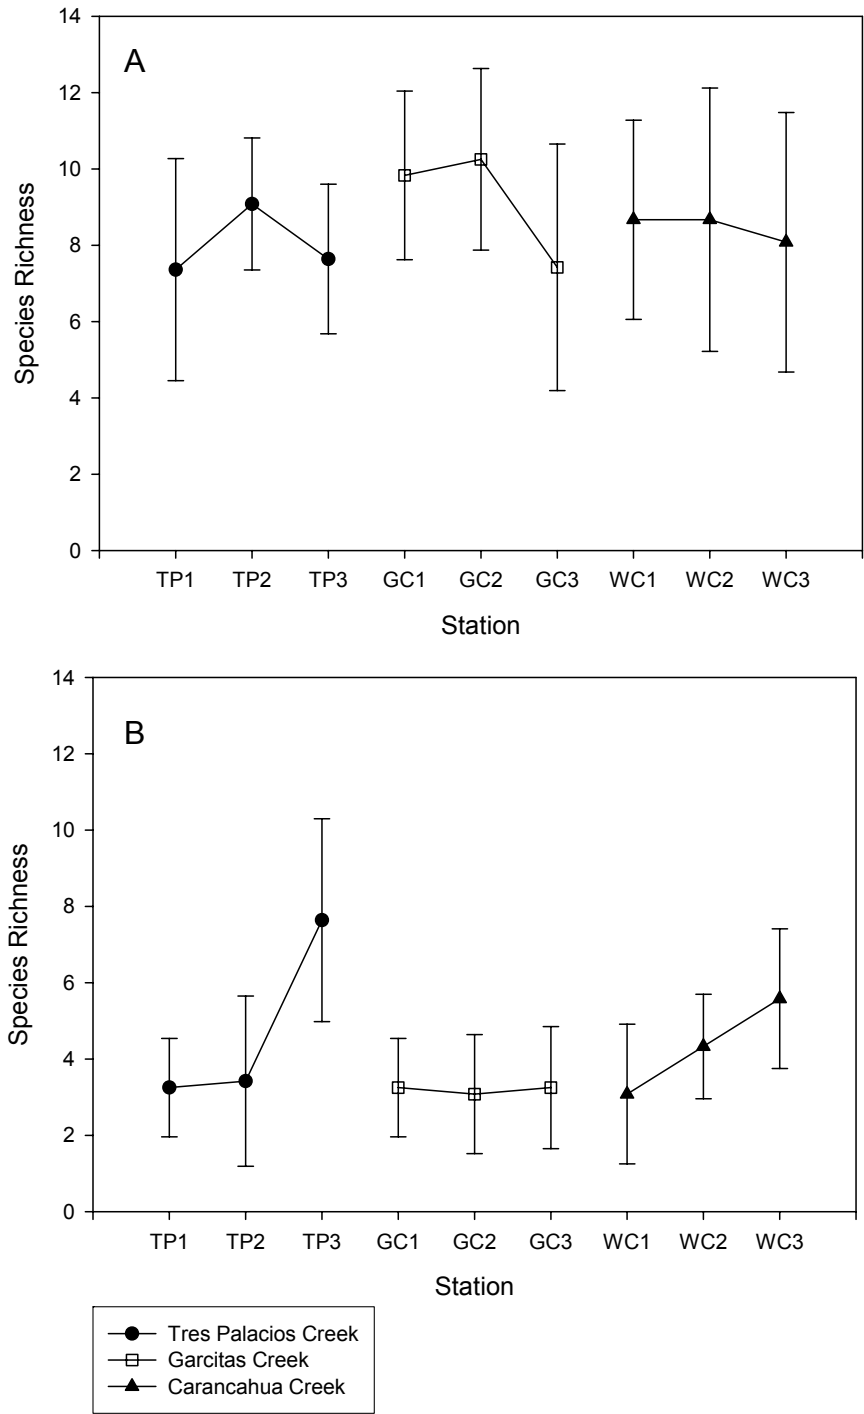 14
A
12
10
8
6
4
2
0
Species Richness
TP1 TP2 TP3 GC1 GC2 GC3 WC1 WC2 WC3
Station
14
B
12
10
8
6
4
2
0
Species Richness
TP1 TP2 TP3 GC1 GC2 GC3 WC1 WC2 WC3
Station
Tres Palacios Creek
Garcitas Creek
Carancahua Creek